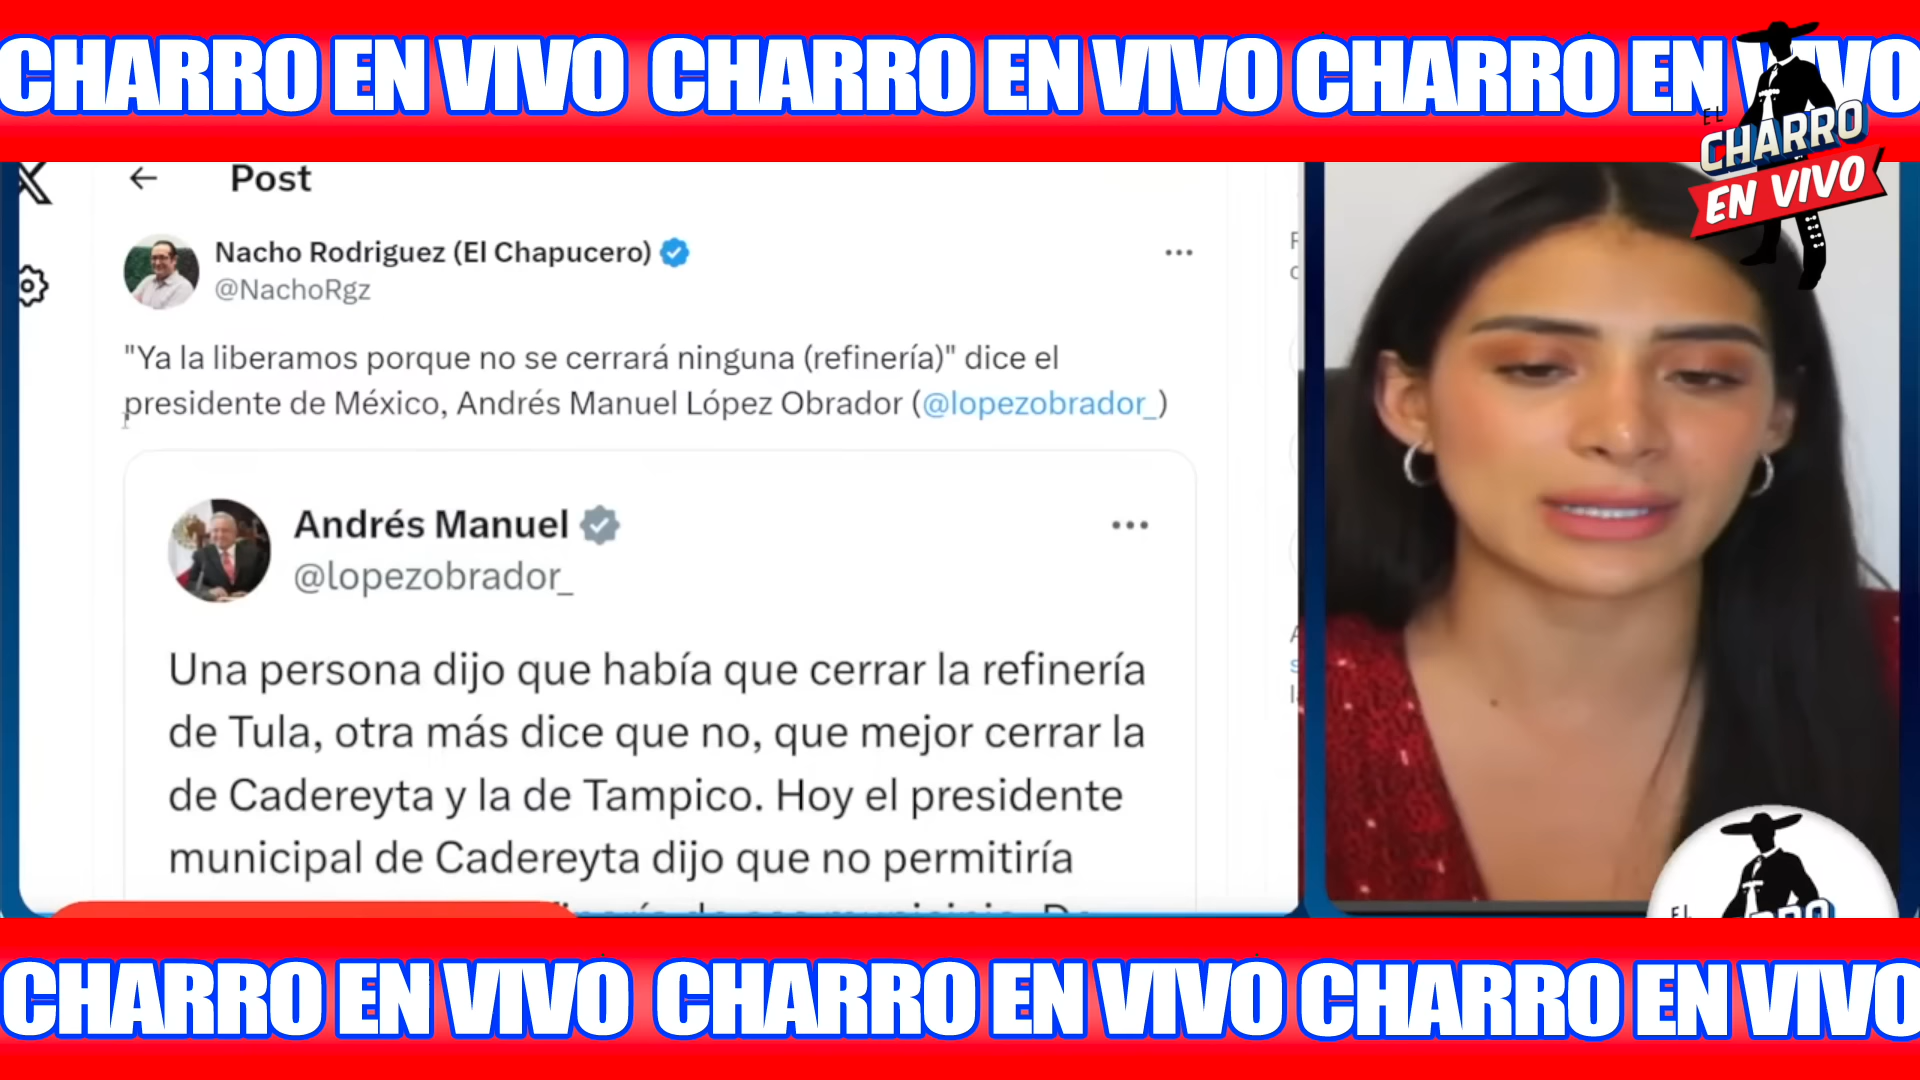 CHARRO EN VIVO CHARRO EN VIVO CHARRO EN VIVO
EL
CHARRO
EN VIVO
Post
Nacho Rodriguez (El Chapucero)
@NachoRgz
"Ya la liberamos porque no se cerrará ninguna (refinería)" dice el
presidente de México, Andrés Manuel López Obrador (@lopezobrador_)
Andrés Manuel
@lopezobrador_
Una persona dijo que había que cerrar la refinería
de Tula, otra más dice que no, que mejor cerrar la
de Cadereyta y la de Tampico. Hoy el presidente
municipal de Cadereyta dijo que no permitiría
EL
CHARRO EN VIVO CHARRO EN VIVO CHARRO EN VIVO